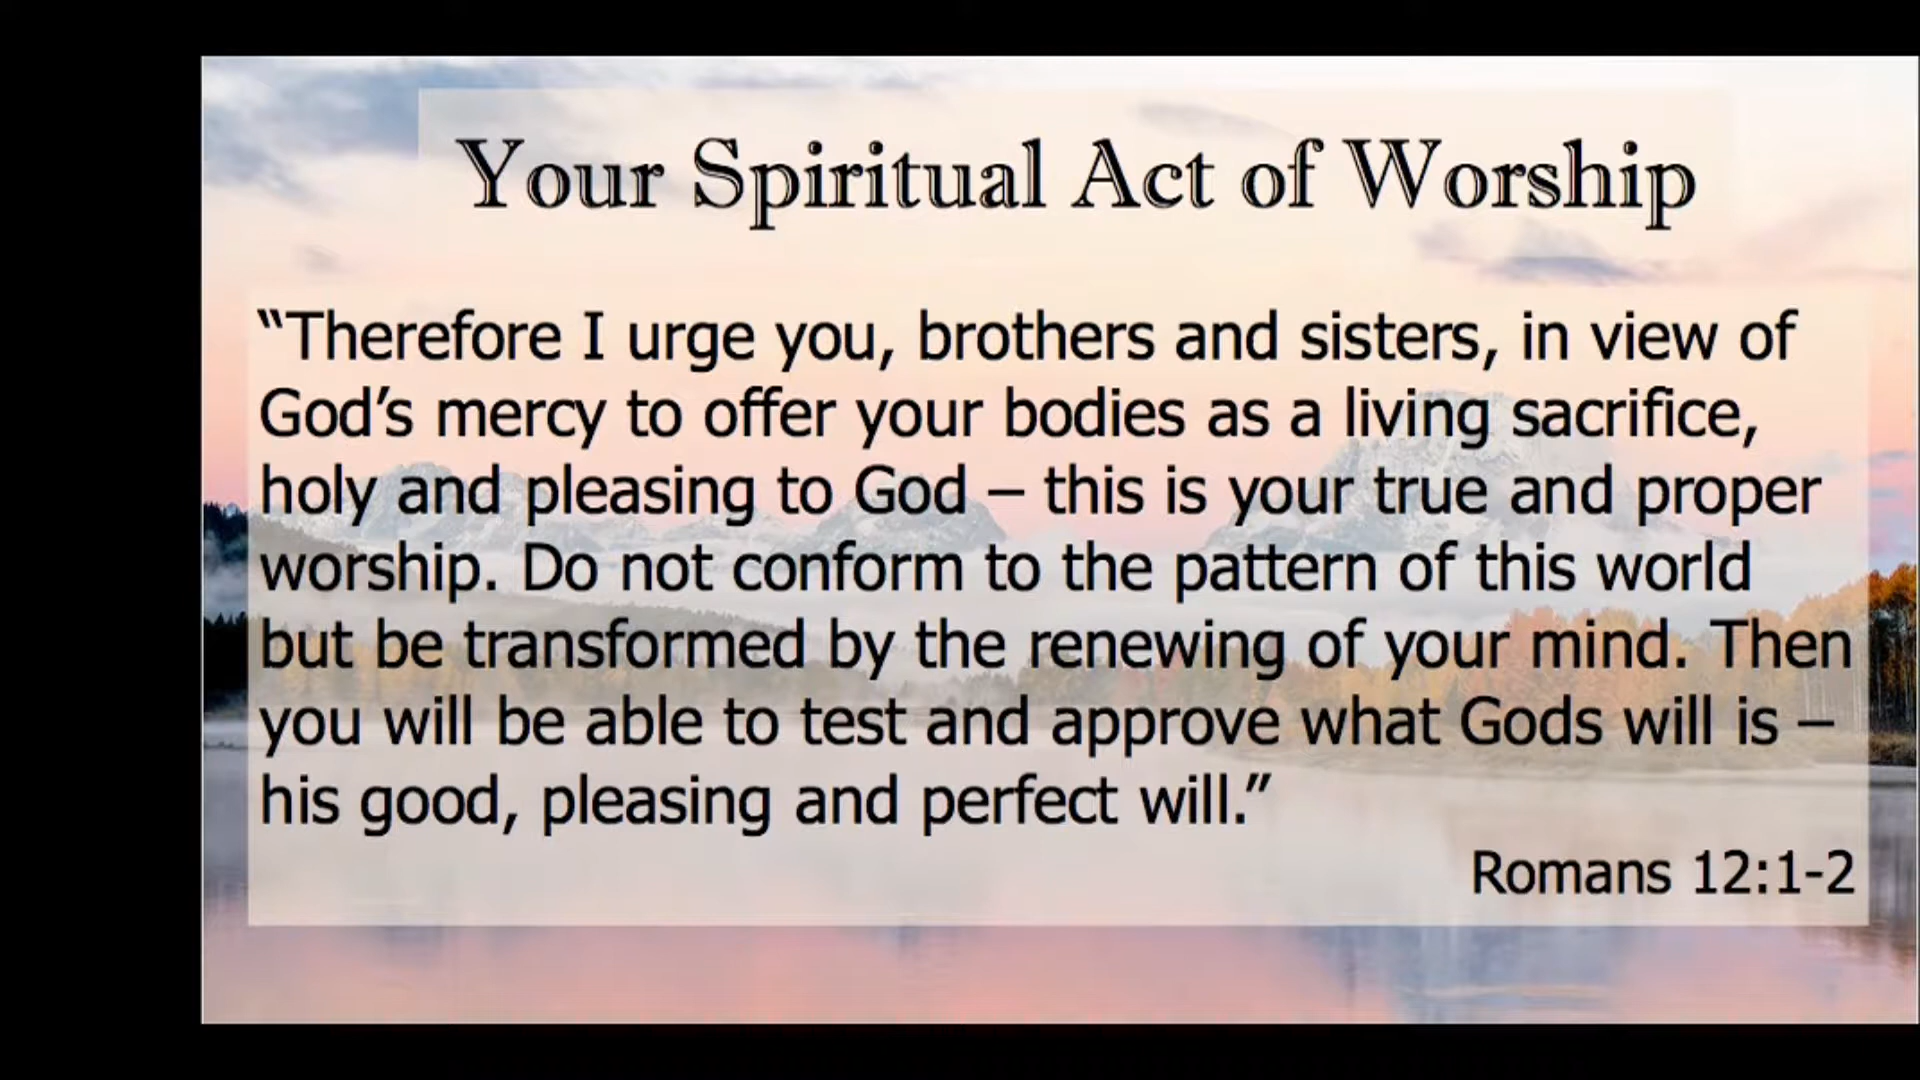 Your Spiritual Act of Worship
“Therefore I urge you, brothers and sisters, in view of
God’s mercy to offer your bodies as a living sacrifice,
holy and pleasing to God – this is your true and proper
worship. Do not conform to the pattern of this world
but be transformed by the renewing of your mind. Then
you will be able to test and approve what Gods will is –
his good, pleasing and perfect will.”
Romans 12:1-2